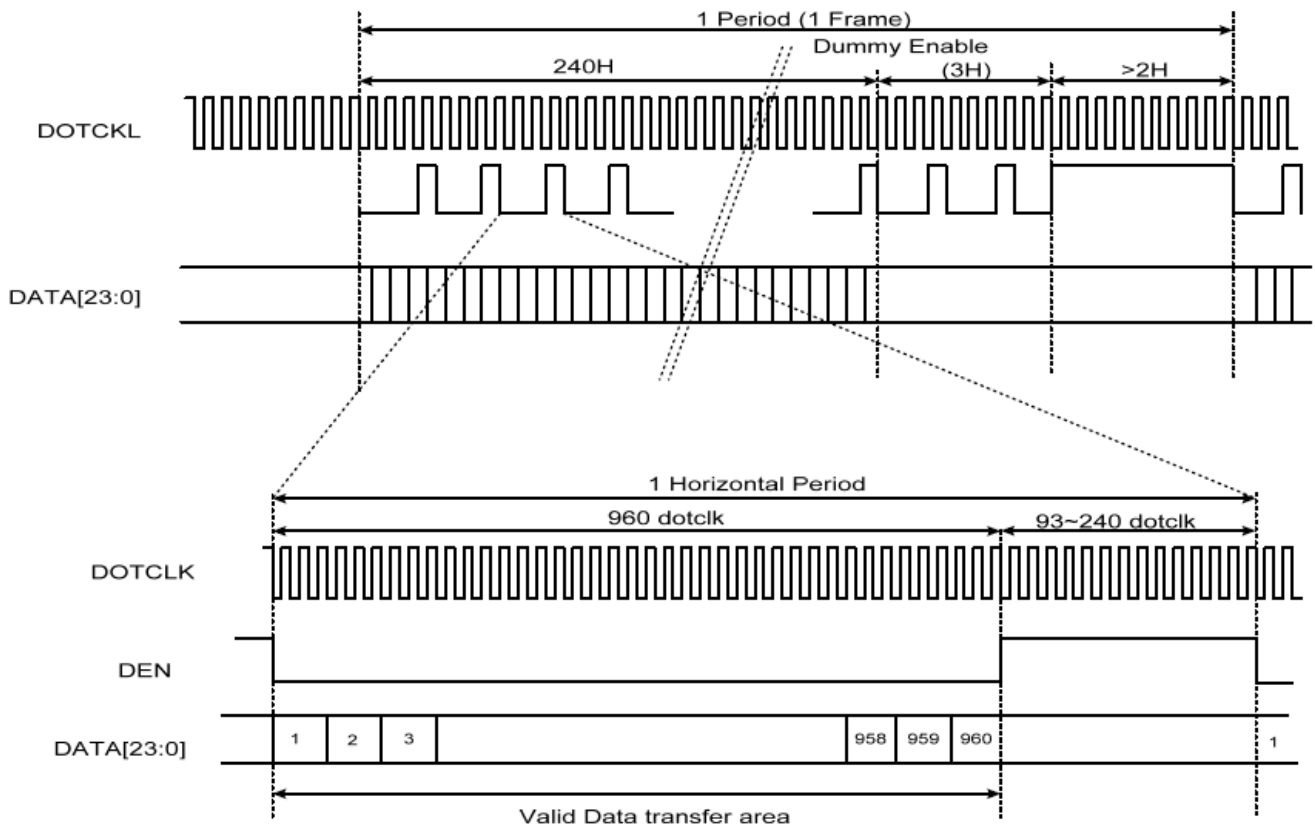 1 Period (1 Frame)
Dummy Enable
240H
(3H)
>2H
DOTCKL
DATA[23:0]
1 Horizontal Period
960 dotclk
93~240 dotclk
DOTCLK
DEN
DATA[23:0]
1
2
3
958
959
960
1
Valid Data transfer area